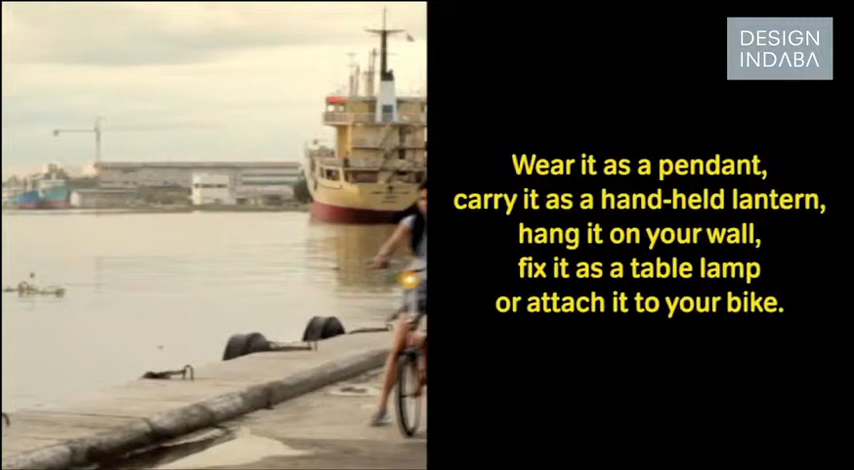 DESIGN
INDABA
Wear it as a pendant,
carry it as a hand-held lantern,
hang it on your wall,
fix it as a table lamp
or attach it to your bike.